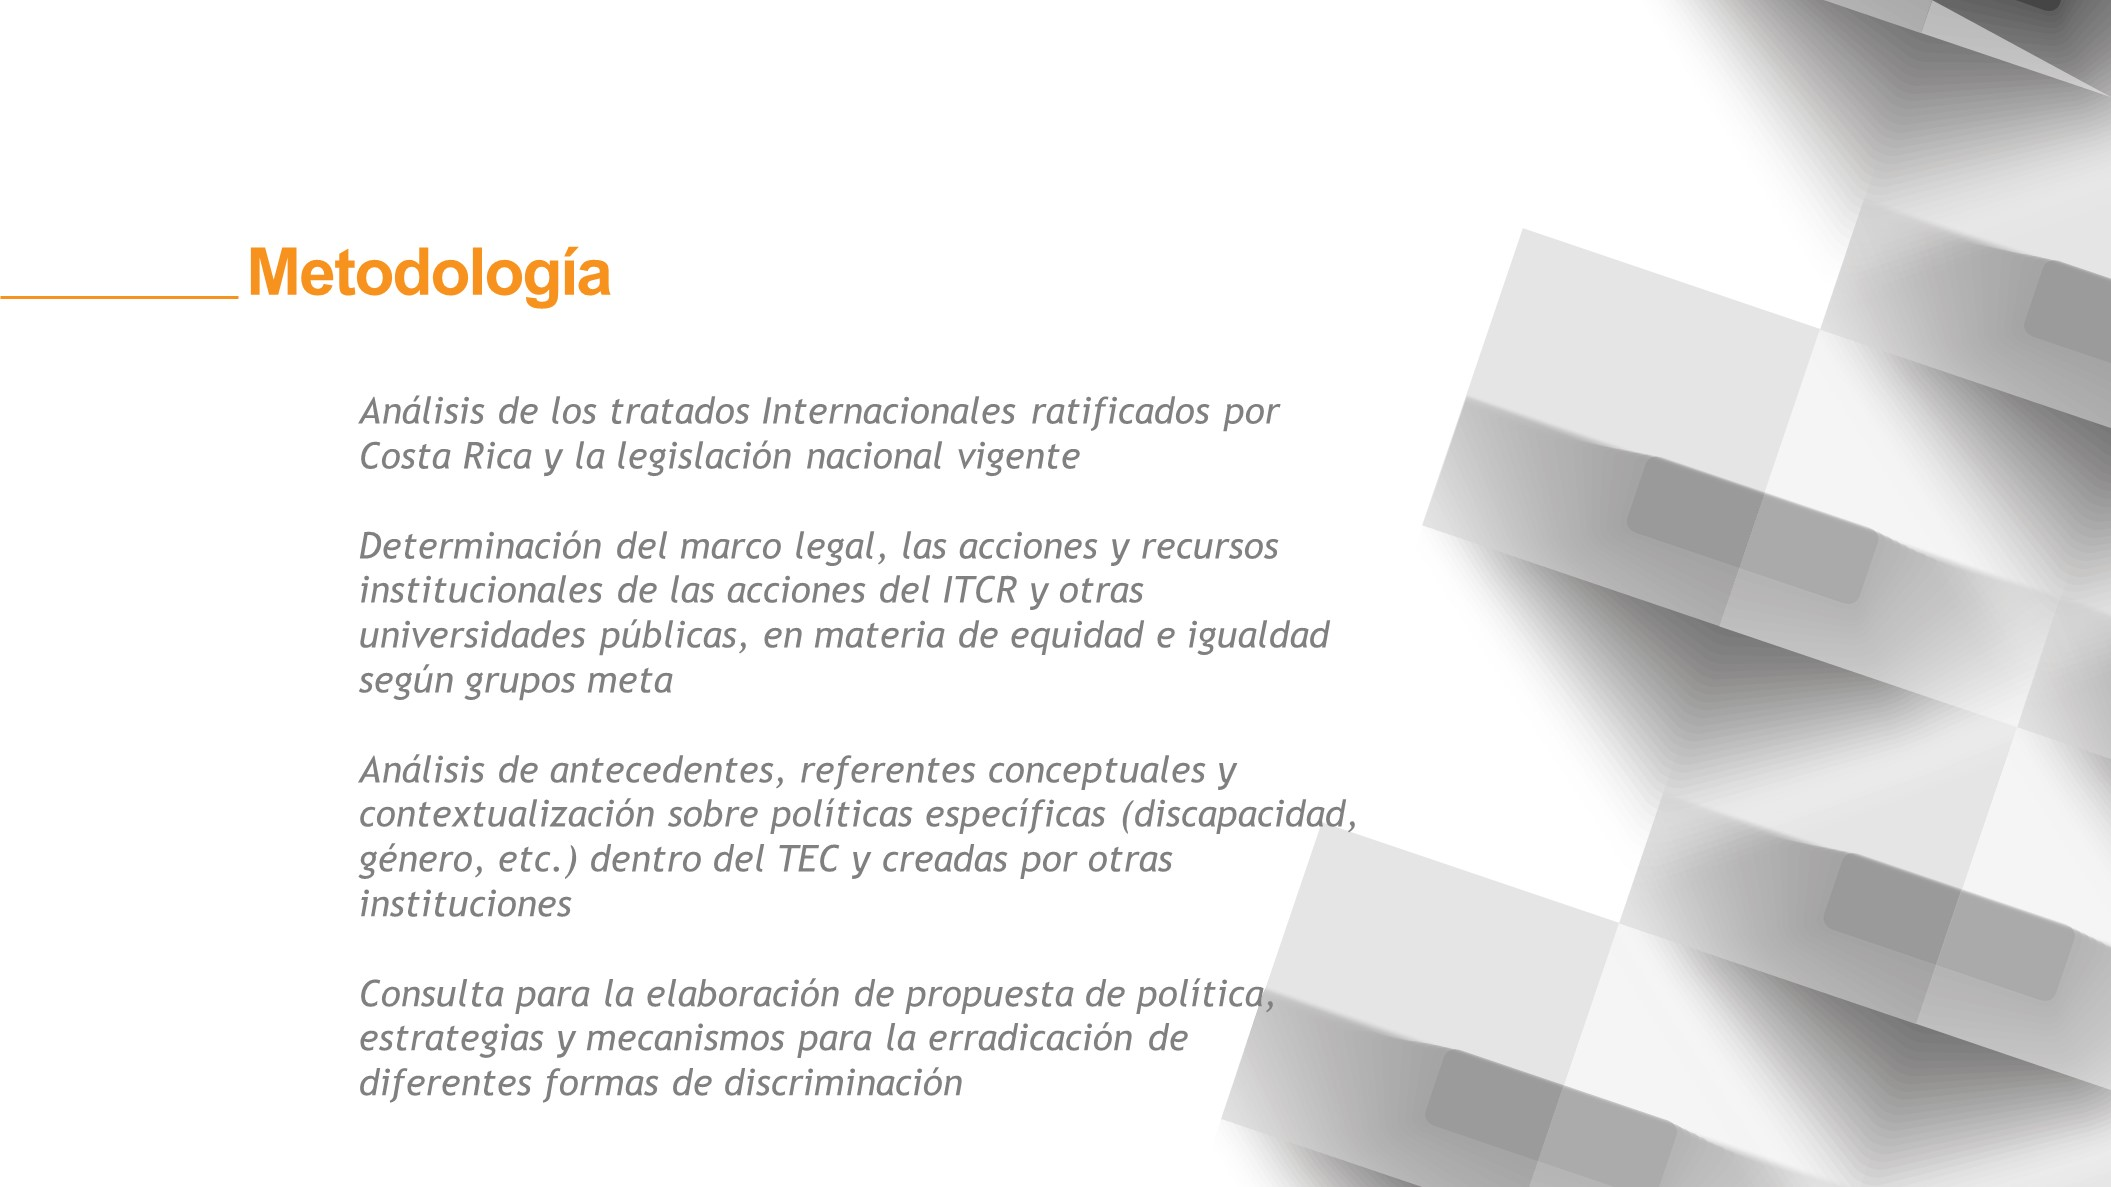 Metodología
Análisis de los tratados Internacionales ratificados por
Costa Rica y la legislación nacional vigente
Determinación del marco legal, las acciones y recursos
institucionales de las acciones del ITCR y otras
universidades públicas, en materia de equidad e igualdad
según grupos meta
Análisis de antecedentes, referentes conceptuales y
contextualización sobre políticas específicas (discapacidad,
género, etc.) dentro del TEC y creadas por otras
instituciones
Consulta para la elaboración de propuesta de política,
estrategias y mecanismos para la erradicación de
diferentes formas de discriminación